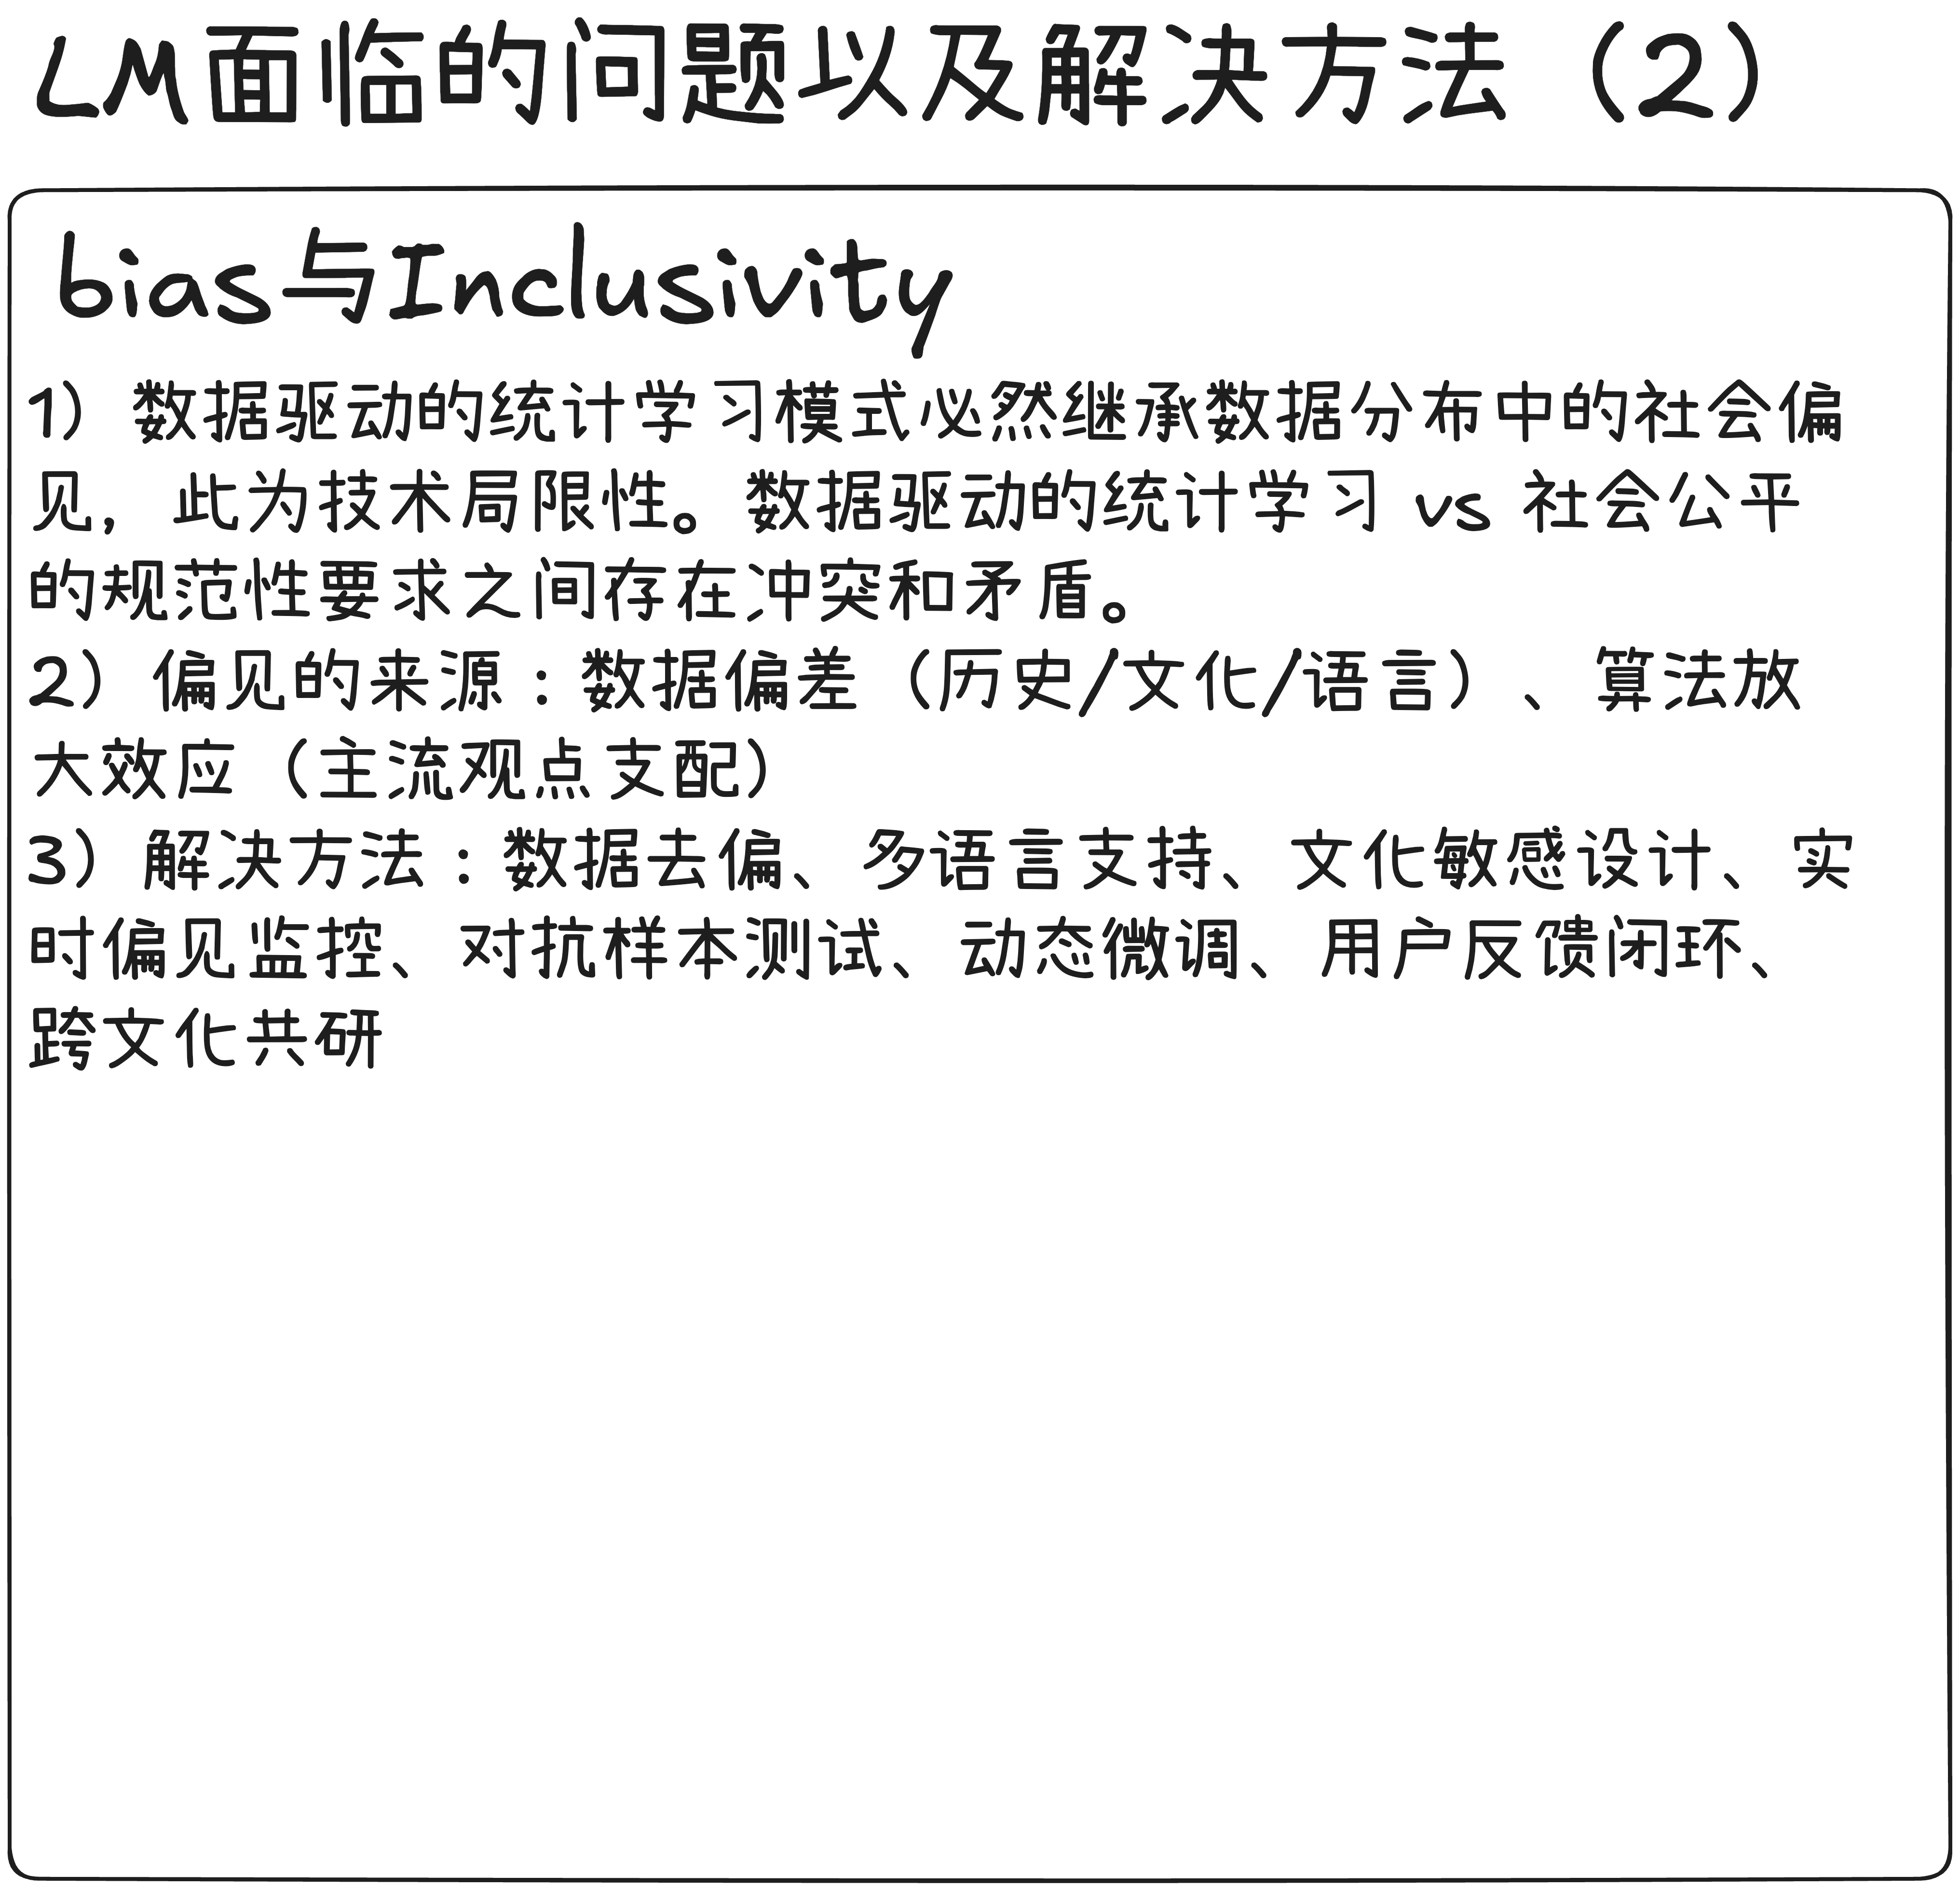 LM面临的问题以及解决方法（2）
bias与Inclusivity
1）数据驱动的统计学习模式必然继承数据分布中的社会偏
见，此为技术局限性。数据驱动的统计学习 vs 社会公平
的规范性要求之间存在冲突和矛盾。
2）偏见的来源：数据偏差（历史/文化/语言）、算法放
大效应（主流观点支配）
3）解决方法：数据去偏、多语言支持、文化敏感设计、实
时偏见监控、对抗样本测试、动态微调、用户反馈闭环、
跨文化共研